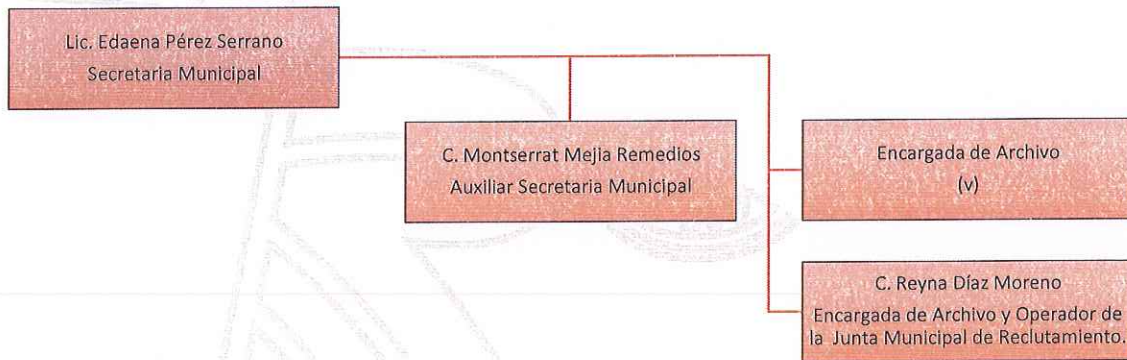 Lic. Edaena Pérez Serrano
Secretaria Municipal
C. Montserrat Mejia Remedios
Auxiliar Secretaria Municipal
Encargada de Archivo
(v)
C. Reyna Díaz Moreno
Encargada de Archivo y Operador de
la Junta Municipal de Reclutamiento.